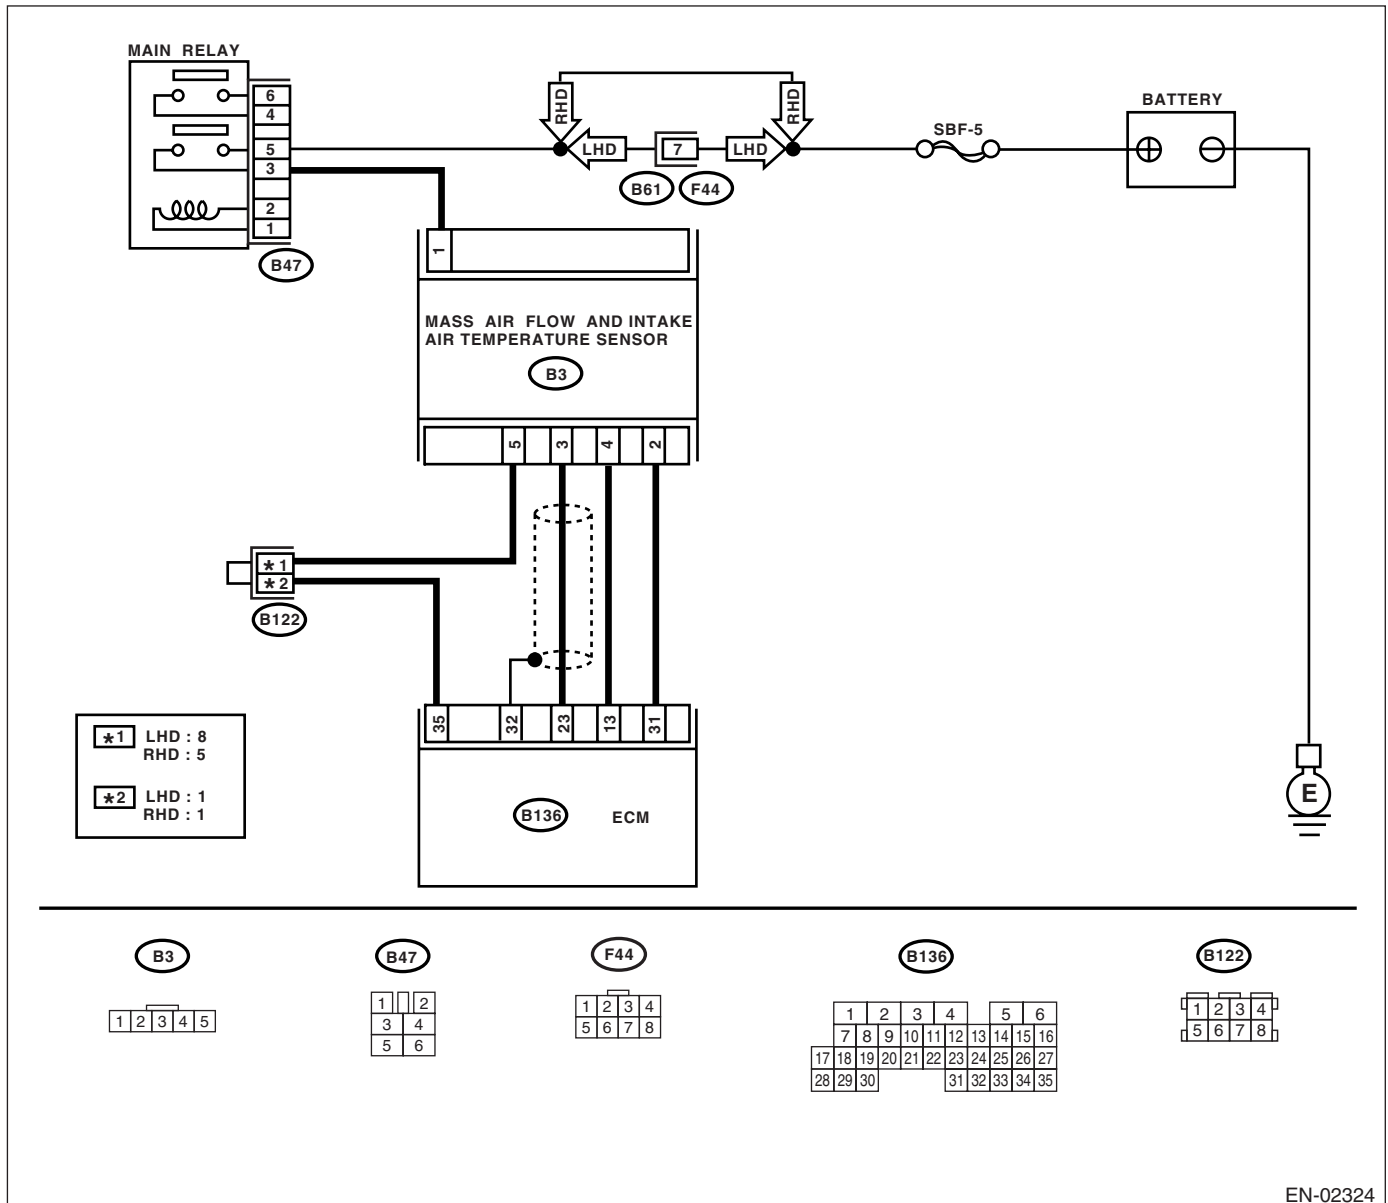 MAIN RELAY
6
4
5
3
2
1
B47
RHD
RHD
LHD
7
LHD
B61
F44
SBF-5
BATTERY
1
MASS AIR FLOW AND INTAKE
AIR TEMPERATURE SENSOR
B3
5
3
4
2
*1
*2
B122
35
32
23
13
31
B136
ECM
E
*1 LHD : 8
RHD : 5
*2 LHD : 1
RHD : 1
B3
1 2 3 4 5
B47
1 2
3 4
5 6
F44
1 2 3 4
5 6 7 8
B136
1 2 3 4 5 6
7 8 9 10 11 12 13 14 15 16
17 18 19 20 21 22 23 24 25 26 27
28 29 30 31 32 33 34 35
B122
1 2 3 4
5 6 7 8
EN-02324